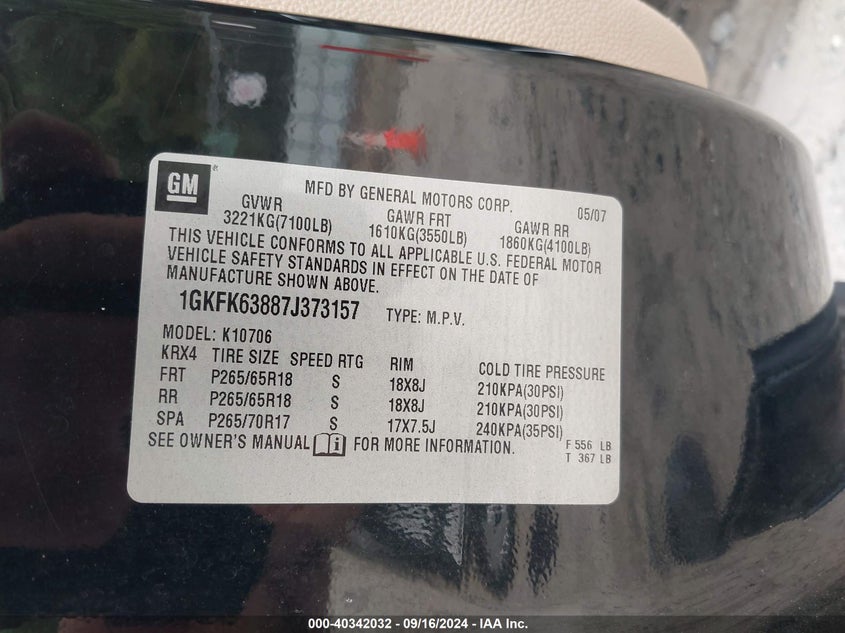 GM
MFD BY GENERAL MOTORS CORP. 05/07
GVWR GAWR FRT GAWR RR
3221KG(7100LB) 1610KG(3550LB) 1860KG(4100LB)
THIS VEHICLE CONFORMS TO ALL APPLICABLE U.S. FEDERAL MOTOR
VEHICLE SAFETY STANDARDS IN EFFECT ON THE DATE OF
MANUFACTURE SHOWN ABOVE.
1GKFK63887J373157 TYPE: M.P.V.
MODEL: K10706
KRX4 TIRE SIZE SPEED RTG RIM COLD TIRE PRESSURE
FRT P265/65R18 S 18X8J 210KPA(30PSI)
RR P265/65R18 S 18X8J 210KPA(30PSI)
SPA P265/70R17 S 17X7.5J 240KPA(35PSI)
SEE OWNER'S MANUAL i FOR MORE INFORMATION.
F 556 LB
T 367 LB
000-40342032 - 09/16/2024 - IAA Inc.